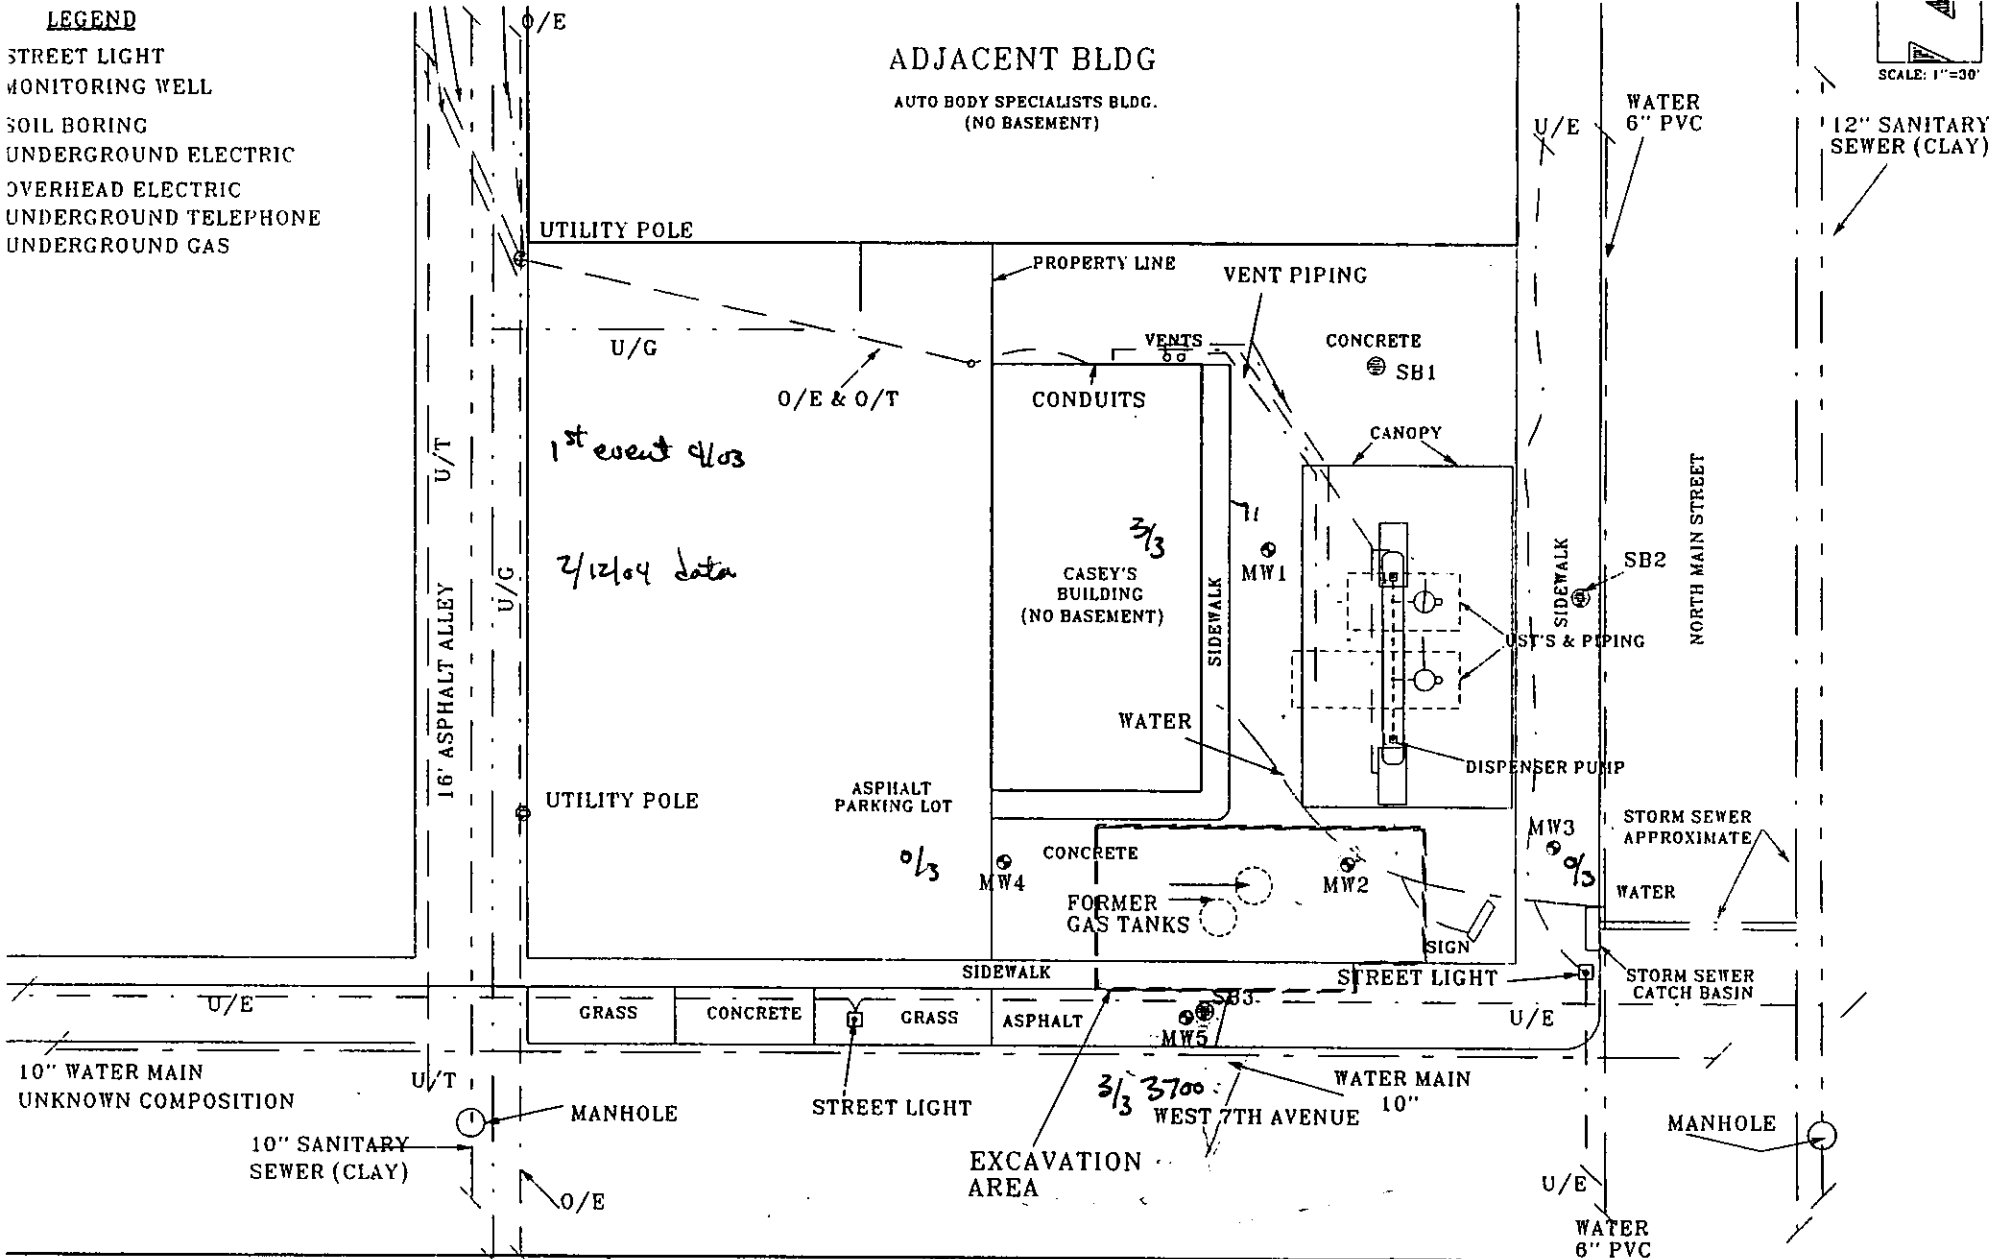 LEGEND
STREET LIGHT
MONITORING WELL
SOIL BORING
UNDERGROUND ELECTRIC
OVERHEAD ELECTRIC
UNDERGROUND TELEPHONE
UNDERGROUND GAS
O/E
ADJACENT BLDG
AUTO BODY SPECIALISTS BLDG.
(NO BASEMENT)
SCALE: 1"=30'
WATER
6" PVC
U/E
12" SANITARY
SEWER (CLAY)
UTILITY POLE
PROPERTY LINE
VENT PIPING
U/G
VENTS
CONCRETE
SB1
O/E & O/T
CONDUITS
CANOPY
U/T
1st event 4/03
3/3
71
MW1
2/12/04 data
U/G
16' ASPHALT ALLEY
CASEY'S
BUILDING
(NO BASEMENT)
SIDEWALK
SIDEWALK
SB2
NORTH MAIN STREET
UST'S & PIPING
WATER
DISPENSER PUMP
UTILITY POLE
ASPHALT
PARKING LOT
STORM SEWER
APPROXIMATE
MW3
0/3
0/3
MW4
CONCRETE
MW2
FORMER
GAS TANKS
WATER
SIGN
SIDEWALK
STREET LIGHT
STORM SEWER
CATCH BASIN
U/E
GRASS
CONCRETE
GRASS
ASPHALT
SB3
MW5
U/E
10" WATER MAIN
UNKNOWN COMPOSITION
U/T
MANHOLE
STREET LIGHT
3/3 3700
WEST 7TH AVENUE
WATER MAIN
10"
MANHOLE
10" SANITARY
SEWER (CLAY)
EXCAVATION
AREA
O/E
U/E
WATER
6" PVC